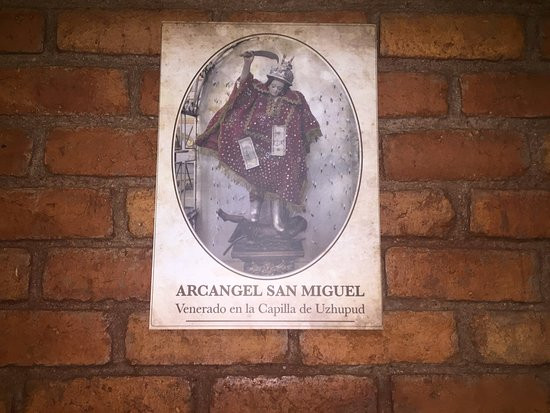 ARCANGEL SAN MIGUEL
Venerado en la Capilla de Uzhupud